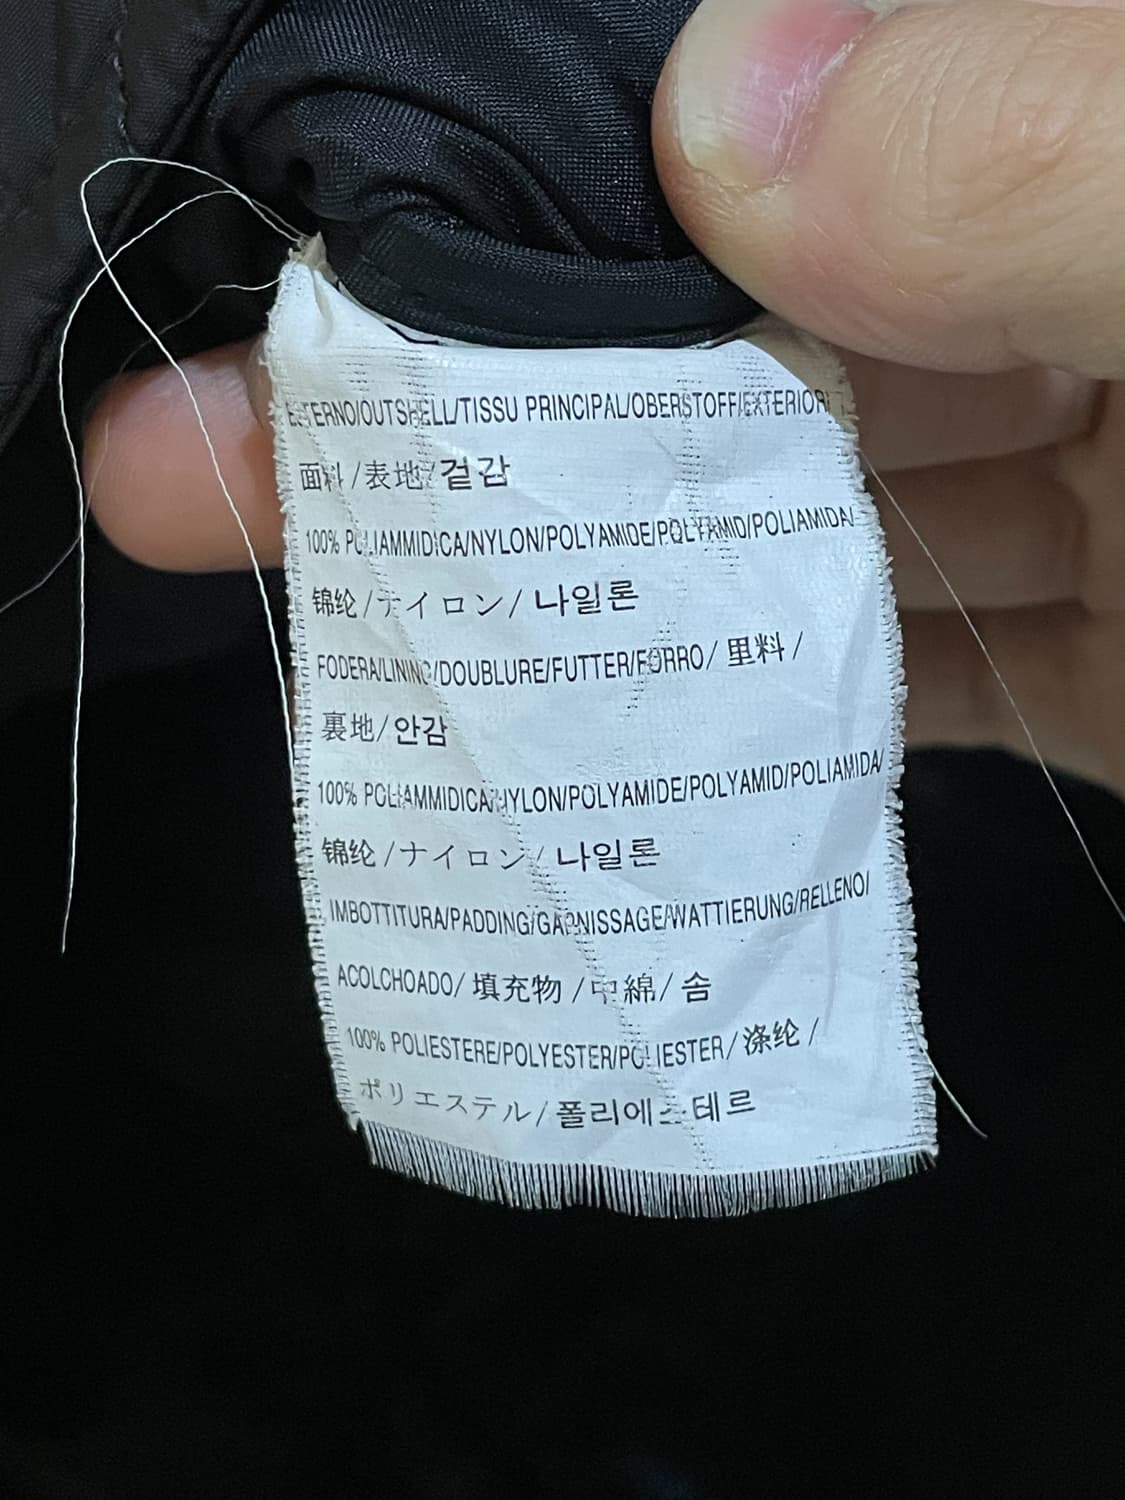 ESTERNO/OUTSHELL/TISSU PRINCIPAL/OBERSTOFF/EXTERIOR/
面料/表地/겉감
100% POLIAMMIDICA/NYLON/POLYAMIDE/POLYAMID/POLIAMIDA/
锦纶/ナイロン/나일론
FODERA/LINING/DOUBLURE/FUTTER/FORRO/里料/
裏地/안감
100% POLIAMMIDICA/NYLON/POLYAMIDE/POLYAMID/POLIAMIDA/
锦纶/ナイロン/나일론
IMBOTTITURA/PADDING/GARNISSAGE/WATTIERUNG/RELLENO/
ACOLCHOADO/填充物/中綿/솜
100% POLIESTERE/POLYESTER/POLIESTER/涤纶/
ポリエステル/폴리에스테르